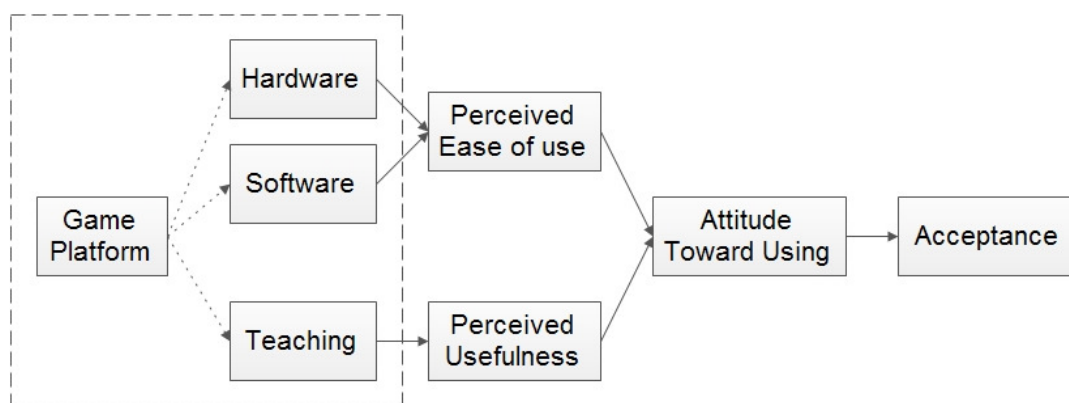 Hardware
Software
Game
Platform
Teaching
Perceived
Ease of use
Perceived
Usefulness
Attitude
Toward Using
Acceptance